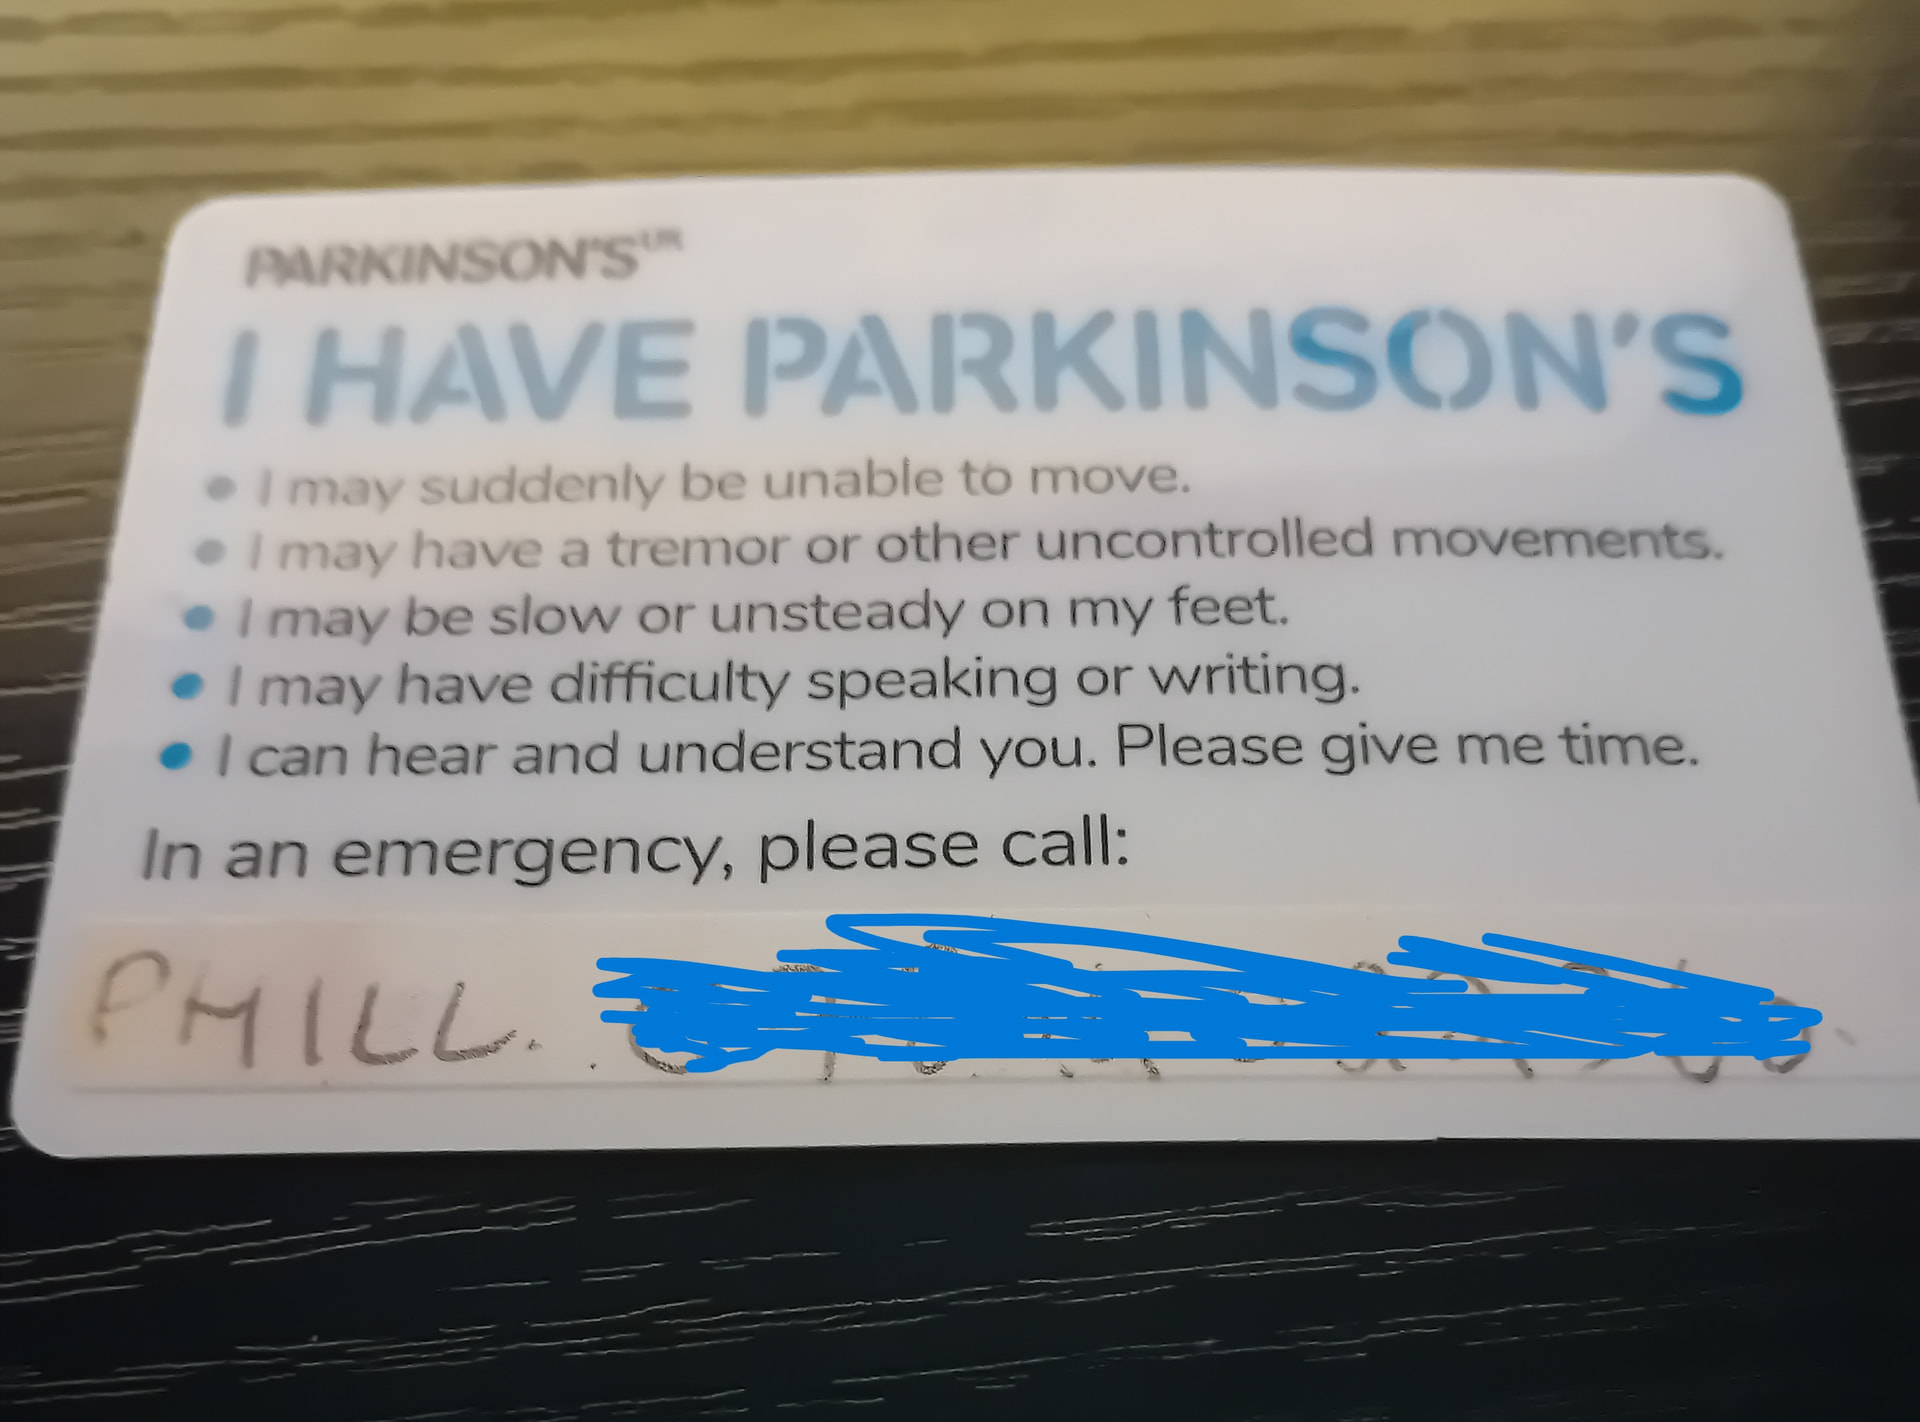 PARKINSON'S UK
I HAVE PARKINSON'S
• I may suddenly be unable to move.
• I may have a tremor or other uncontrolled movements.
• I may be slow or unsteady on my feet.
• I may have difficulty speaking or writing.
• I can hear and understand you. Please give me time.
In an emergency, please call:
PHILL.